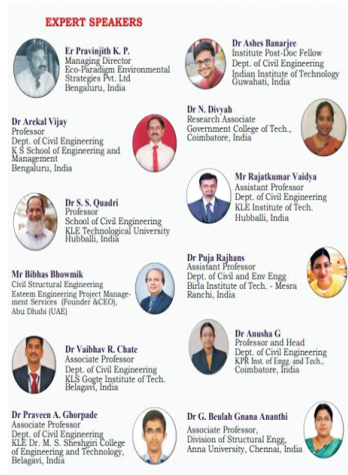 EXPERT SPEAKERS
Er Pravinjith K. P.
Managing Director
Eco-Paradigm Environmental
Strategies Pvt. Ltd
Bengaluru, India
Dr Ashes Banarjee
Institute Post-Doc Fellow
Dept. of Civil Engineering
Indian Institute of Technology
Guwahati, India
Dr Arekal Vijay
Professor
Dept. of Civil Engineering
K S School of Engineering and
Management
Bengaluru, India
Dr N. Divyah
Research Associate
Government College of Tech.,
Coimbatore, India
Dr S. S. Quadri
Professor
School of Civil Engineering
KLE Technological University
Hubballi, India
Mr Rajatkumar Vaidya
Assistant Professor
Dept. of Civil Engineering
KLE Institute of Tech.
Hubballi, India
Mr Bibhas Bhowmik
Civil Structural Engineering
Esteem Engineering Project Manage-
ment Services (Founder &CEO),
Abu Dhabi (UAE)
Dr Puja Rajhans
Assistant Professor
Dept. of Civil and Env Engg
Birla Institute of Tech. - Mesra
Ranchi, India
Dr Vaibhav R. Chate
Associate Professor
Dept. of Civil Engineering
KLS Gogte Institute of Tech.
Belagavi, India
Dr Anusha G
Professor and Head
Dept. of Civil Engineering
KPR Inst. of Engg. and Tech.,
Coimbatore, India
Dr Praveen A. Ghorpade
Associate Professor
Dept. of Civil Engineering
KLE Dr. M. S. Sheshgiri College
of Engineering and Technology,
Belagavi, India
Dr G. Beulah Gnana Ananthi
Associate Professor,
Division of Structural Engg,
Anna University, Chennai, India